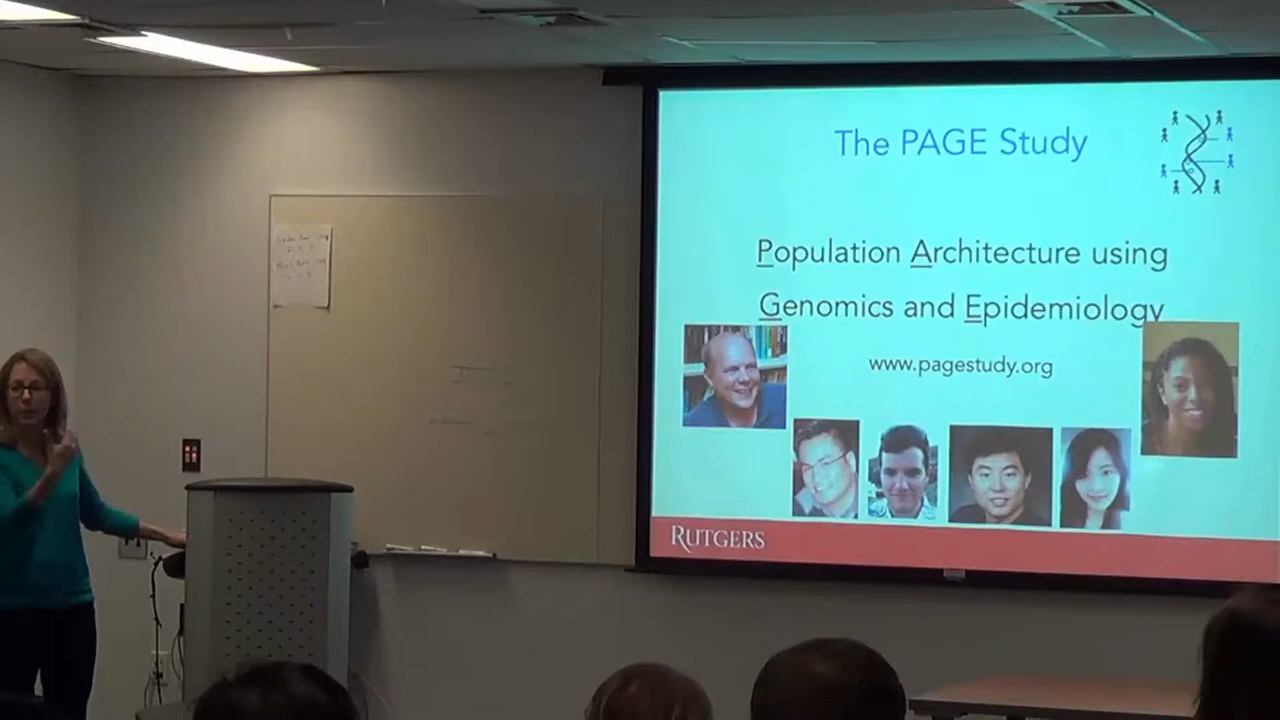 The PAGE Study
Population Architecture using
Genomics and Epidemiology
www.pagestudy.org
RUTGERS